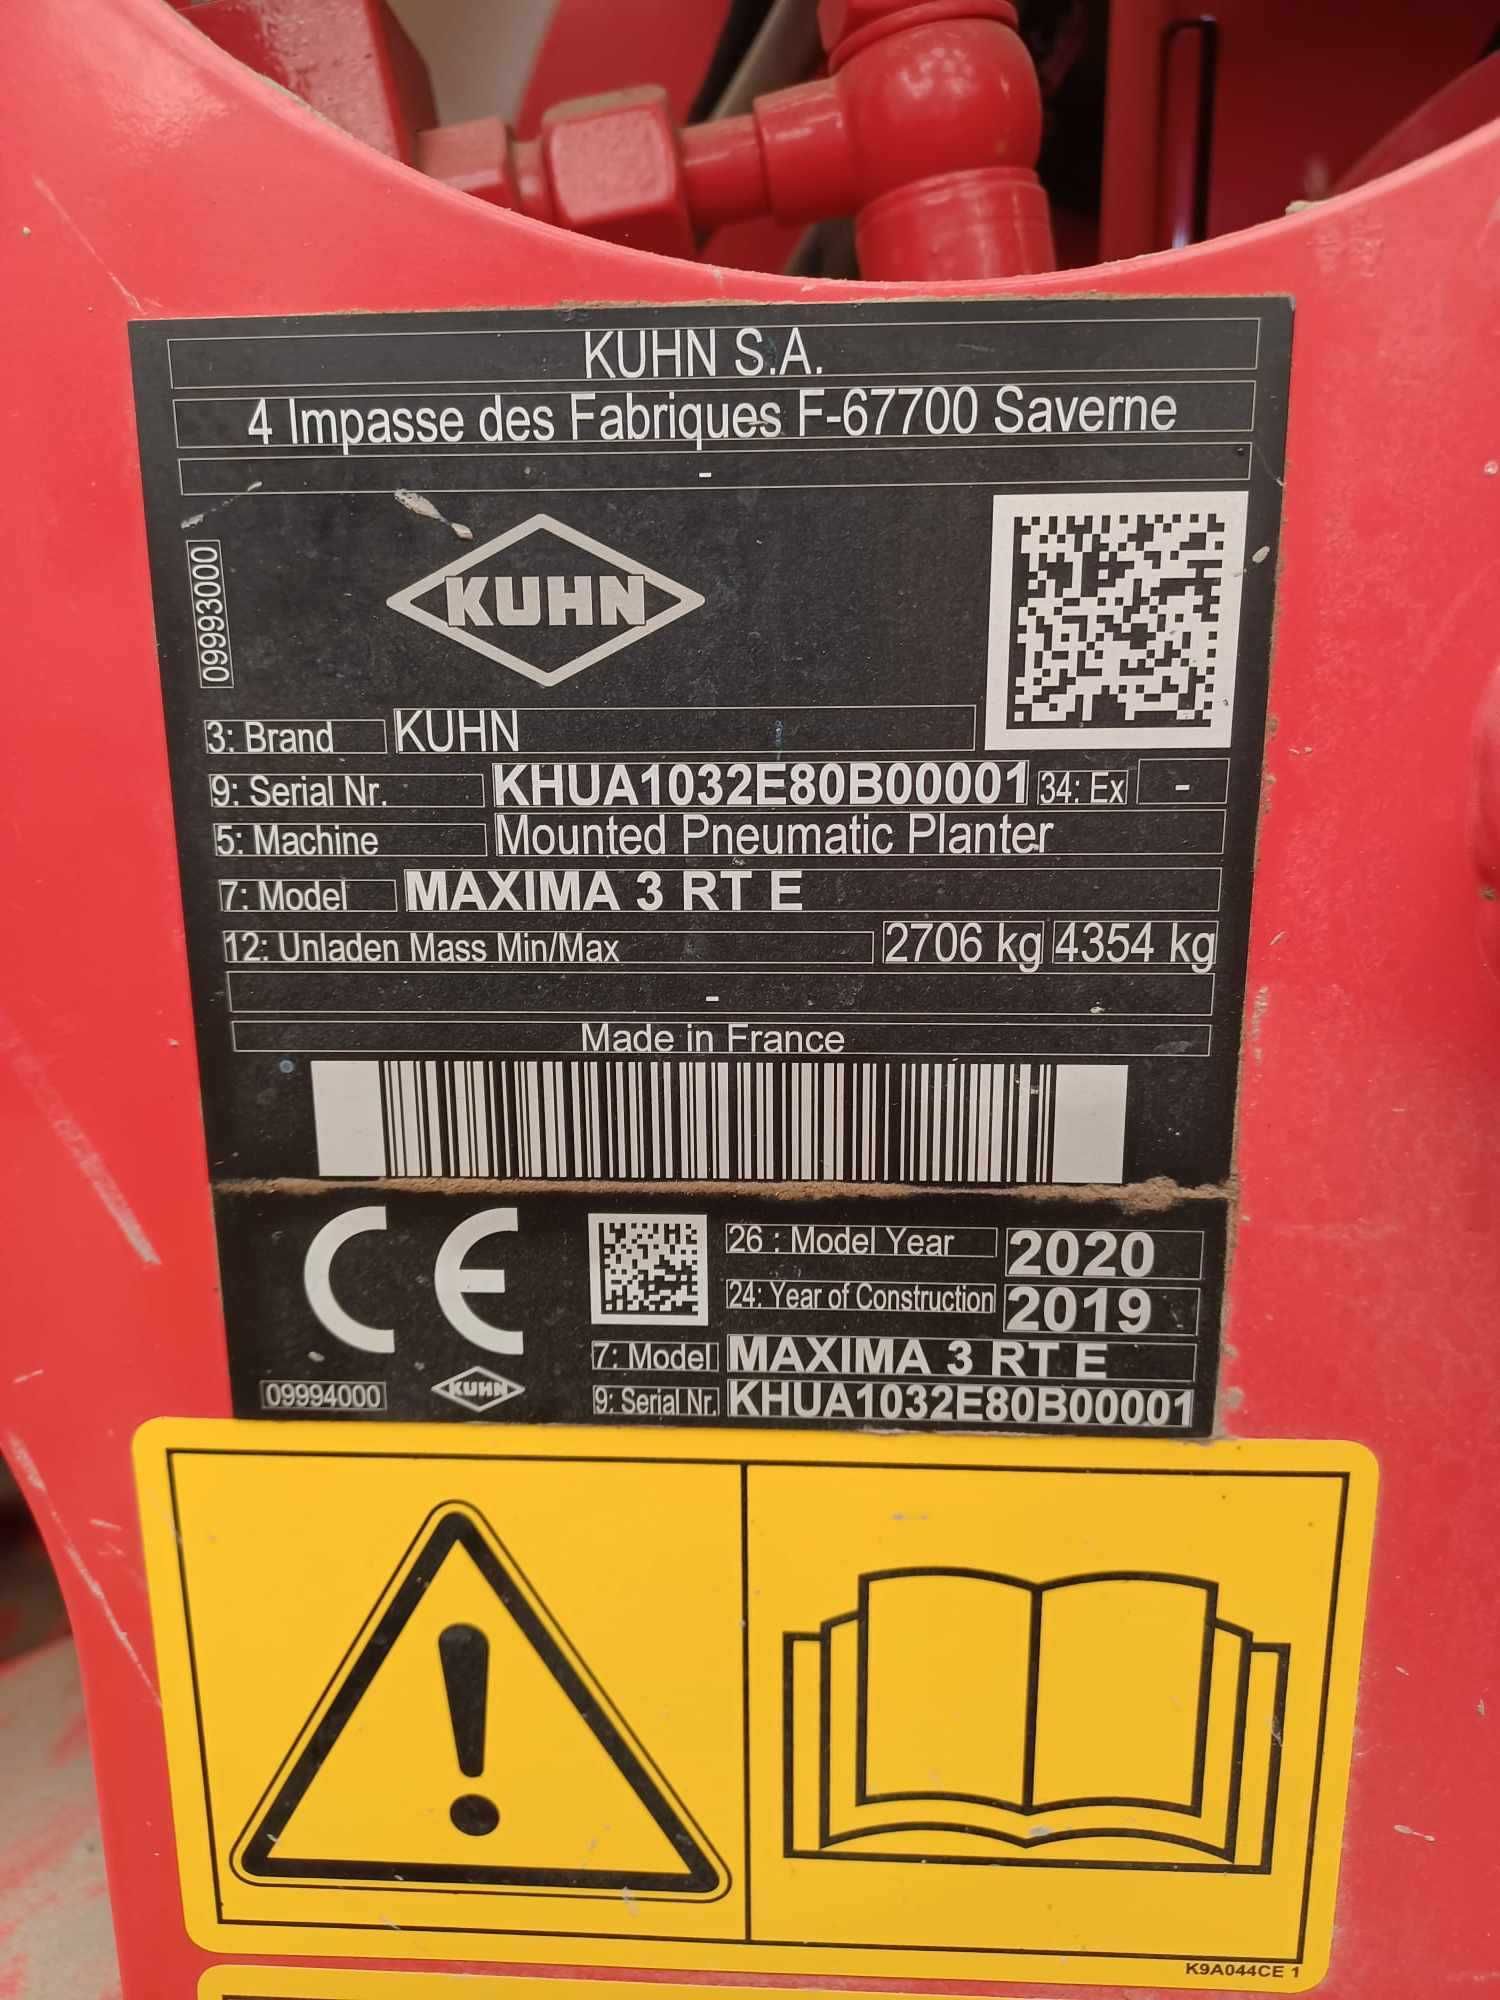 KUHN S.A.
4 Impasse des Fabriques F-67700 Saverne
-
09993000
KUHN
3: Brand KUHN
9: Serial Nr. KHUA1032E80B00001 34: Ex -
5: Machine Mounted Pneumatic Planter
7: Model MAXIMA 3 RT E
12: Unladen Mass Min/Max 2706 kg 4354 kg
-
Made in France
CE
26 : Model Year 2020
24: Year of Construction 2019
7: Model MAXIMA 3 RT E
09994000 KUHN 9: Serial Nr. KHUA1032E80B00001
K9A044CE 1